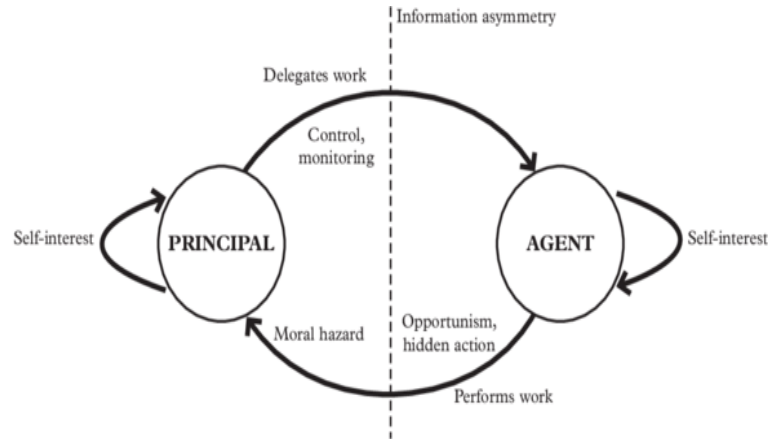 Information asymmetry
Delegates work
Control,
monitoring
Self-interest
PRINCIPAL
AGENT
Self-interest
Moral hazard
Opportunism,
hidden action
Performs work